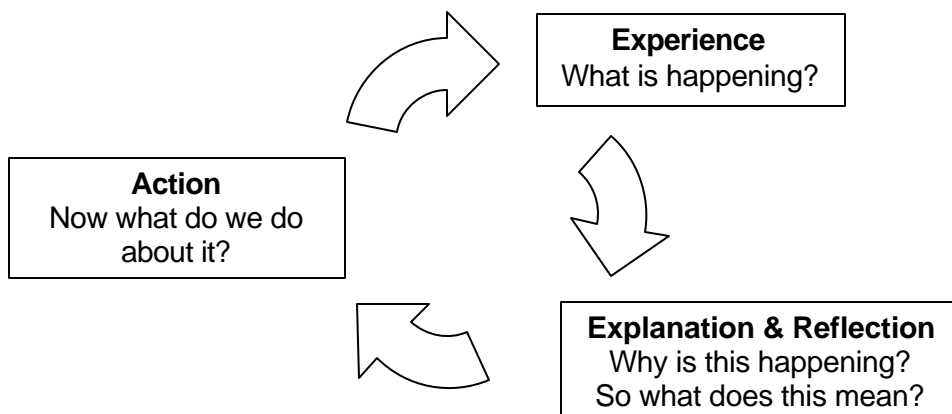 Experience
What is happening?
Action
Now what do we do
about it?
Explanation & Reflection
Why is this happening?
So what does this mean?